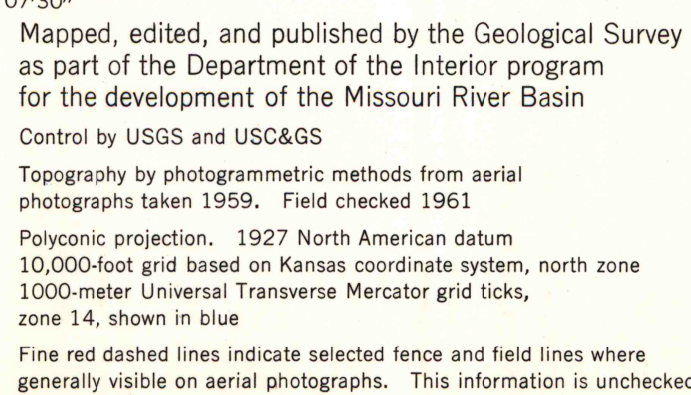 07'30"
Mapped, edited, and published by the Geological Survey
as part of the Department of the Interior program
for the development of the Missouri River Basin
Control by USGS and USC&GS
Topography by photogrammetric methods from aerial
photographs taken 1959. Field checked 1961
Polyconic projection. 1927 North American datum
10,000-foot grid based on Kansas coordinate system, north zone
1000-meter Universal Transverse Mercator grid ticks,
zone 14, shown in blue
Fine red dashed lines indicate selected fence and field lines where
generally visible on aerial photographs. This information is unchecked